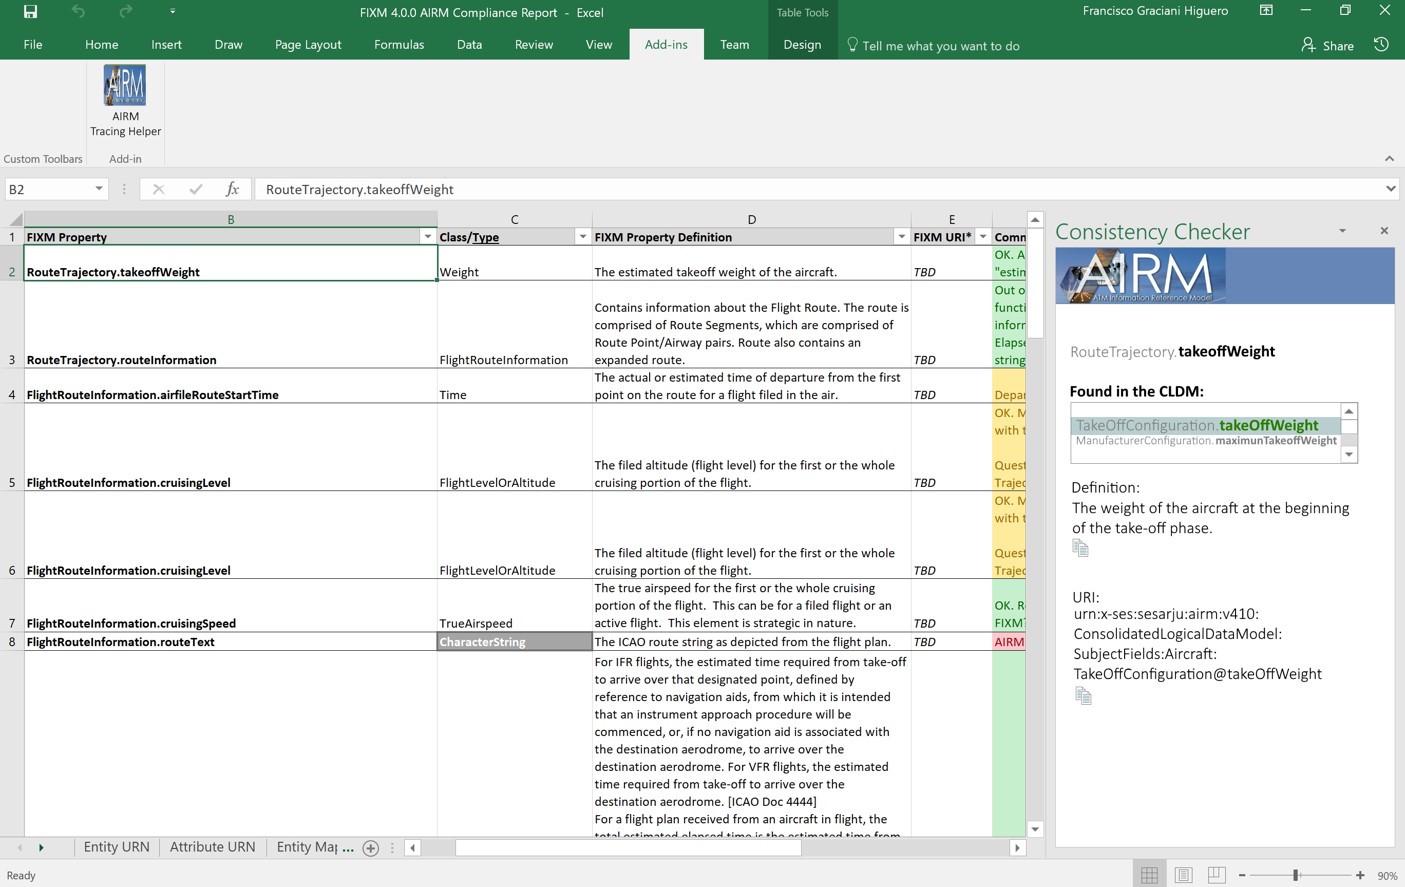 FIXM 4.0.0 AIRM Compliance Report - Excel
Table Tools
Francisco Graciani Higuero
File Home Insert Draw Page Layout Formulas Data Review View Add-ins Team Design Tell me what you want to do Share
AIRM
AIRM
Tracing Helper
Custom Toolbars Add-in
B2 fx RouteTrajectory.takeoffWeight
B C D E
1 FIXM Property Class/Type FIXM Property Definition FIXM URI* Comm
2 RouteTrajectory.takeoffWeight Weight The estimated takeoff weight of the aircraft. TBD
OK. A
"estim
3 RouteTrajectory.routeInformation FlightRouteInformation
Contains information about the Flight Route. The route is
comprised of Route Segments, which are comprised of
Route Point/Airway pairs. Route also contains an
expanded route.
TBD
Out o
functi
inforr
Elapse
string
4 FlightRouteInformation.airfileRouteStartTime Time
The actual or estimated time of departure from the first
point on the route for a flight filed in the air.
TBD
Depar
5 FlightRouteInformation.cruisingLevel FlightLevelOrAltitude
The filed altitude (flight level) for the first or the whole
cruising portion of the flight.
TBD
OK. M
with t
Quest
Trajec
6 FlightRouteInformation.cruisingLevel FlightLevelOrAltitude
The filed altitude (flight level) for the first or the whole
cruising portion of the flight.
TBD
OK. M
with t
Quest
Trajec
7 FlightRouteInformation.cruisingSpeed TrueAirspeed
The true airspeed for the first or the whole cruising
portion of the flight. This can be for a filed flight or an
active flight. This element is strategic in nature.
TBD
OK. R
FIXM
8 FlightRouteInformation.routeText CharacterString The ICAO route string as depicted from the flight plan. TBD AIRM
For IFR flights, the estimated time required from take-off
to arrive over that designated point, defined by
reference to navigation aids, from which it is intended
that an instrument approach procedure will be
commenced, or, if no navigation aid is associated with
the destination aerodrome, to arrive over the
destination aerodrome. For VFR flights, the estimated
time required from take-off to arrive over the
destination aerodrome. [ICAO Doc 4444]
For a flight plan received from an aircraft in flight, the
total estimated elapsed time is the estimated time from
Consistency Checker
AIRM
ATM Information Reference Model
RouteTrajectory.takeoffWeight
Found in the CLDM:
TakeOffConfiguration.takeOffWeight
ManufacturerConfiguration.maximunTakeoffWeight
Definition:
The weight of the aircraft at the beginning
of the take-off phase.
URI:
urn:x-ses:sesarju:airm:v410:
ConsolidatedLogicalDataModel:
SubjectFields:Aircraft:
TakeOffConfiguration@takeOffWeight
Entity URN Attribute URN Entity Map ...
Ready 90%